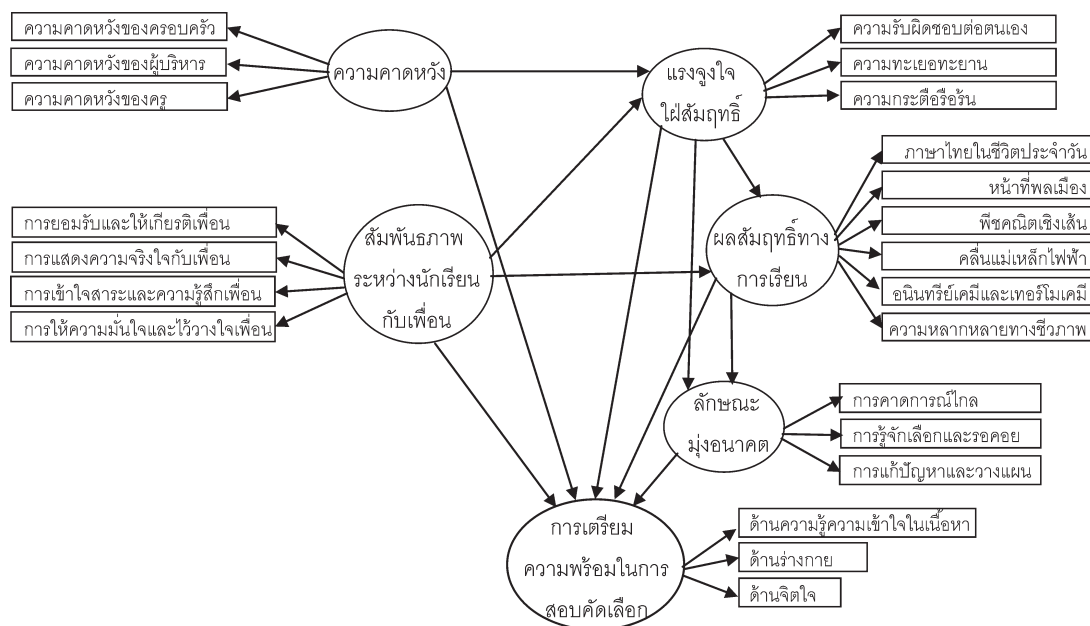 ความคาดหวังของครอบครัว
ความคาดหวังของผู้บริหาร
ความคาดหวังของครู
ความคาดหวัง
แรงจูงใจ
ใฝ่สัมฤทธิ์
ความรับผิดชอบต่อตนเอง
ความทะเยอทะยาน
ความกระตือรือร้น
การยอมรับและให้เกียรติเพื่อน
การแสดงความจริงใจกับเพื่อน
การเข้าใจสาระและความรู้สึกเพื่อน
การให้ความมั่นใจและไว้วางใจเพื่อน
สัมพันธภาพ
ระหว่างนักเรียน
กับเพื่อน
ผลสัมฤทธิ์ทาง
การเรียน
ภาษาไทยในชีวิตประจำวัน
หน้าที่พลเมือง
พีชคณิตเชิงเส้น
คลื่นแม่เหล็กไฟฟ้า
อนินทรีย์เคมีและเทอร์โมเคมี
ความหลากหลายทางชีวภาพ
ลักษณะ
มุ่งอนาคต
การคาดการณ์ไกล
การรู้จักเลือกและรอคอย
การแก้ปัญหาและวางแผน
การเตรียม
ความพร้อมในการ
สอบคัดเลือก
ด้านความรู้ความเข้าใจในเนื้อหา
ด้านร่างกาย
ด้านจิตใจ